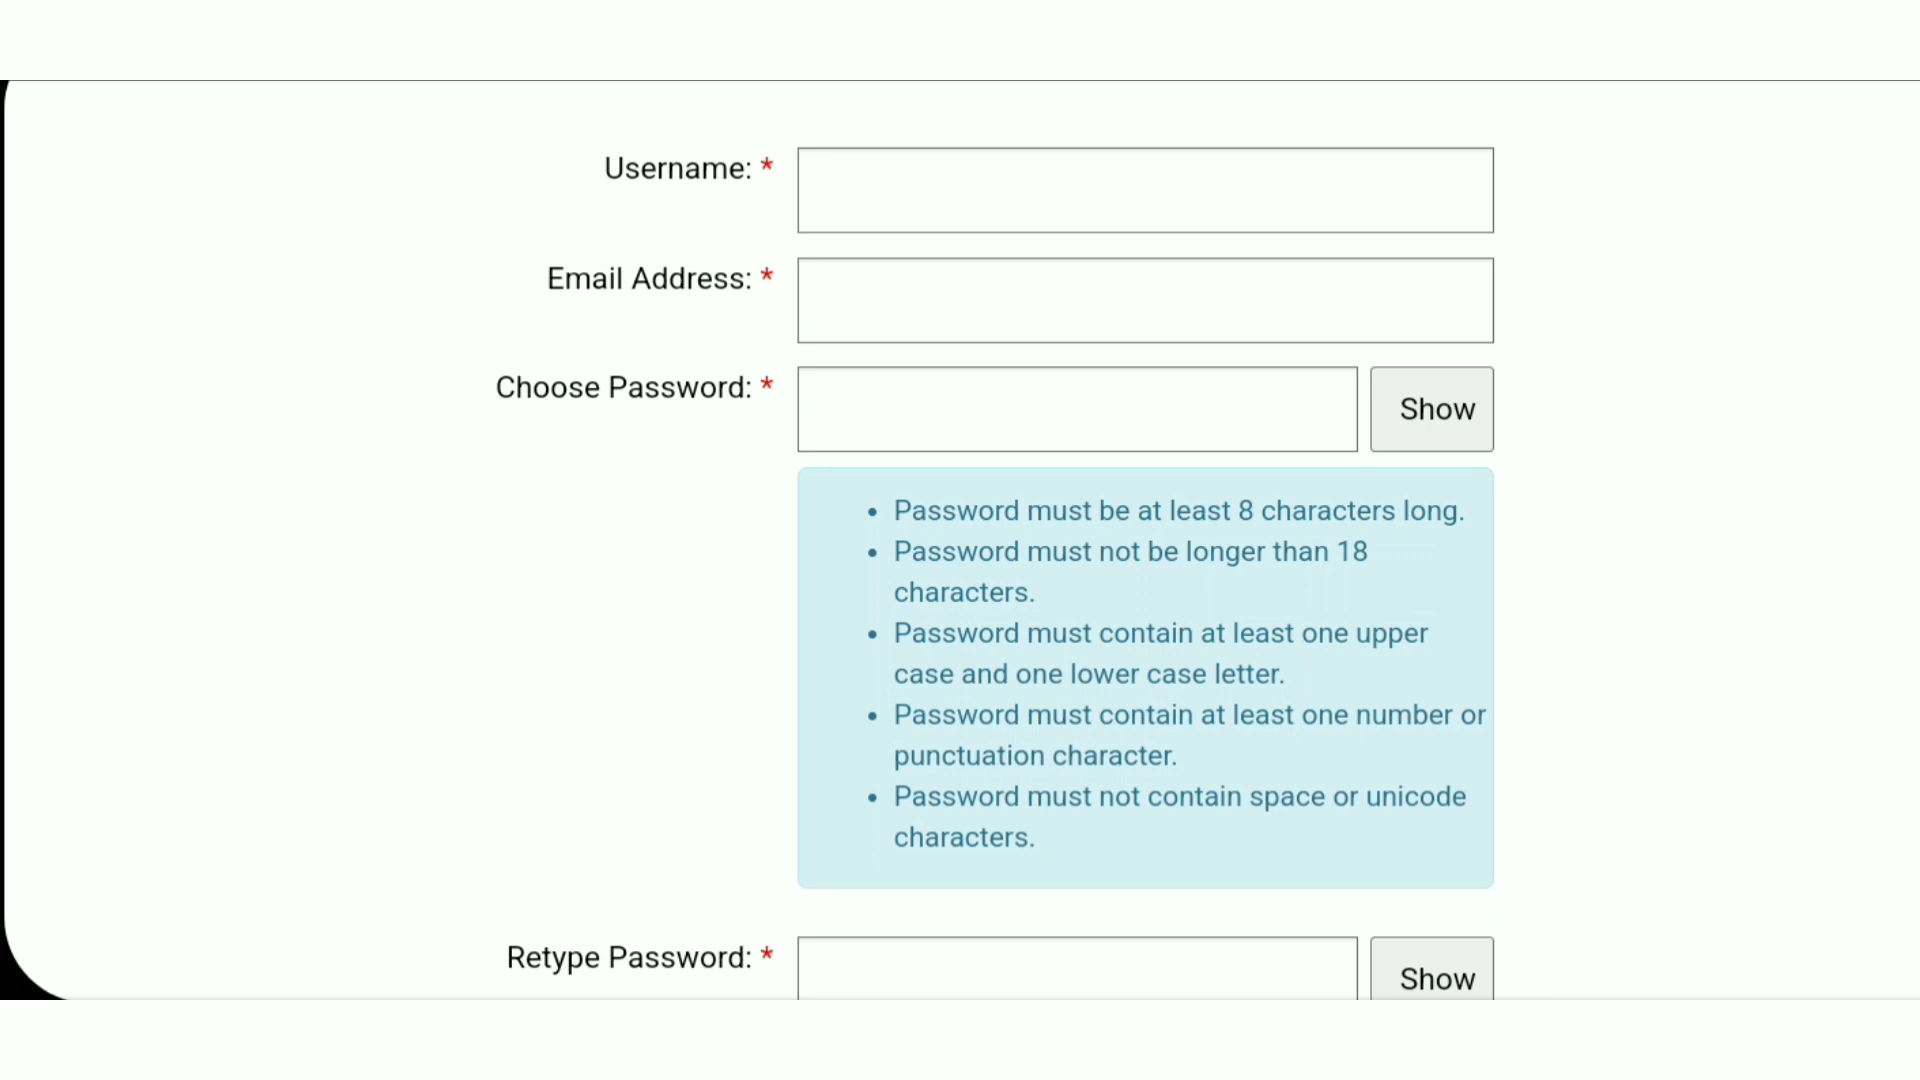 Username: *
Email Address: *
Choose Password: *
Show
• Password must be at least 8 characters long.
• Password must not be longer than 18
characters.
• Password must contain at least one upper
case and one lower case letter.
• Password must contain at least one number or
punctuation character.
• Password must not contain space or unicode
characters.
Retype Password: *
Show